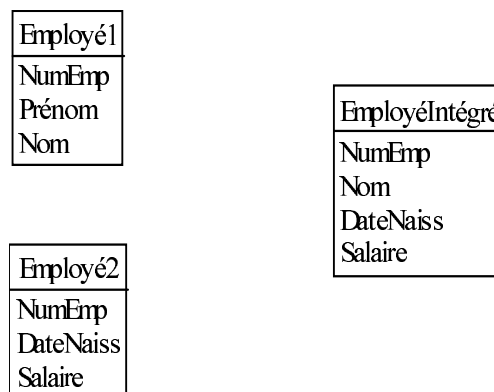 Employé1
NumEmp
Prénom
Nom
EmployéIntégré
NumEmp
Nom
DateNaiss
Salaire
Employé2
NumEmp
DateNaiss
Salaire